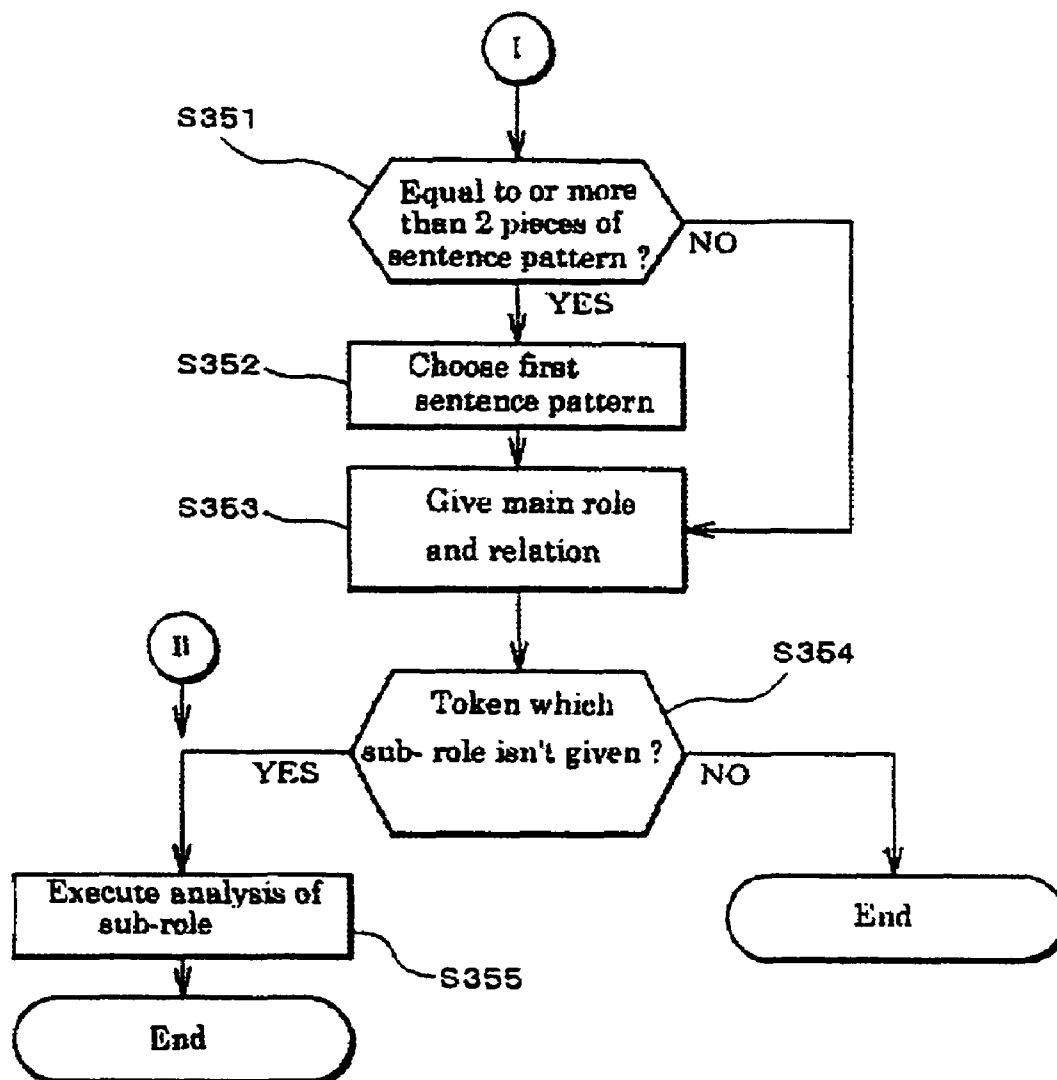 I
S351
Equal to or more
than 2 pieces of
sentence pattern ?
NO
YES
S352
Choose first
sentence pattern
S353
Give main role
and relation
II
S354
Token which
sub- role isn't given ?
YES
NO
Execute analysis of
sub-role
End
S355
End